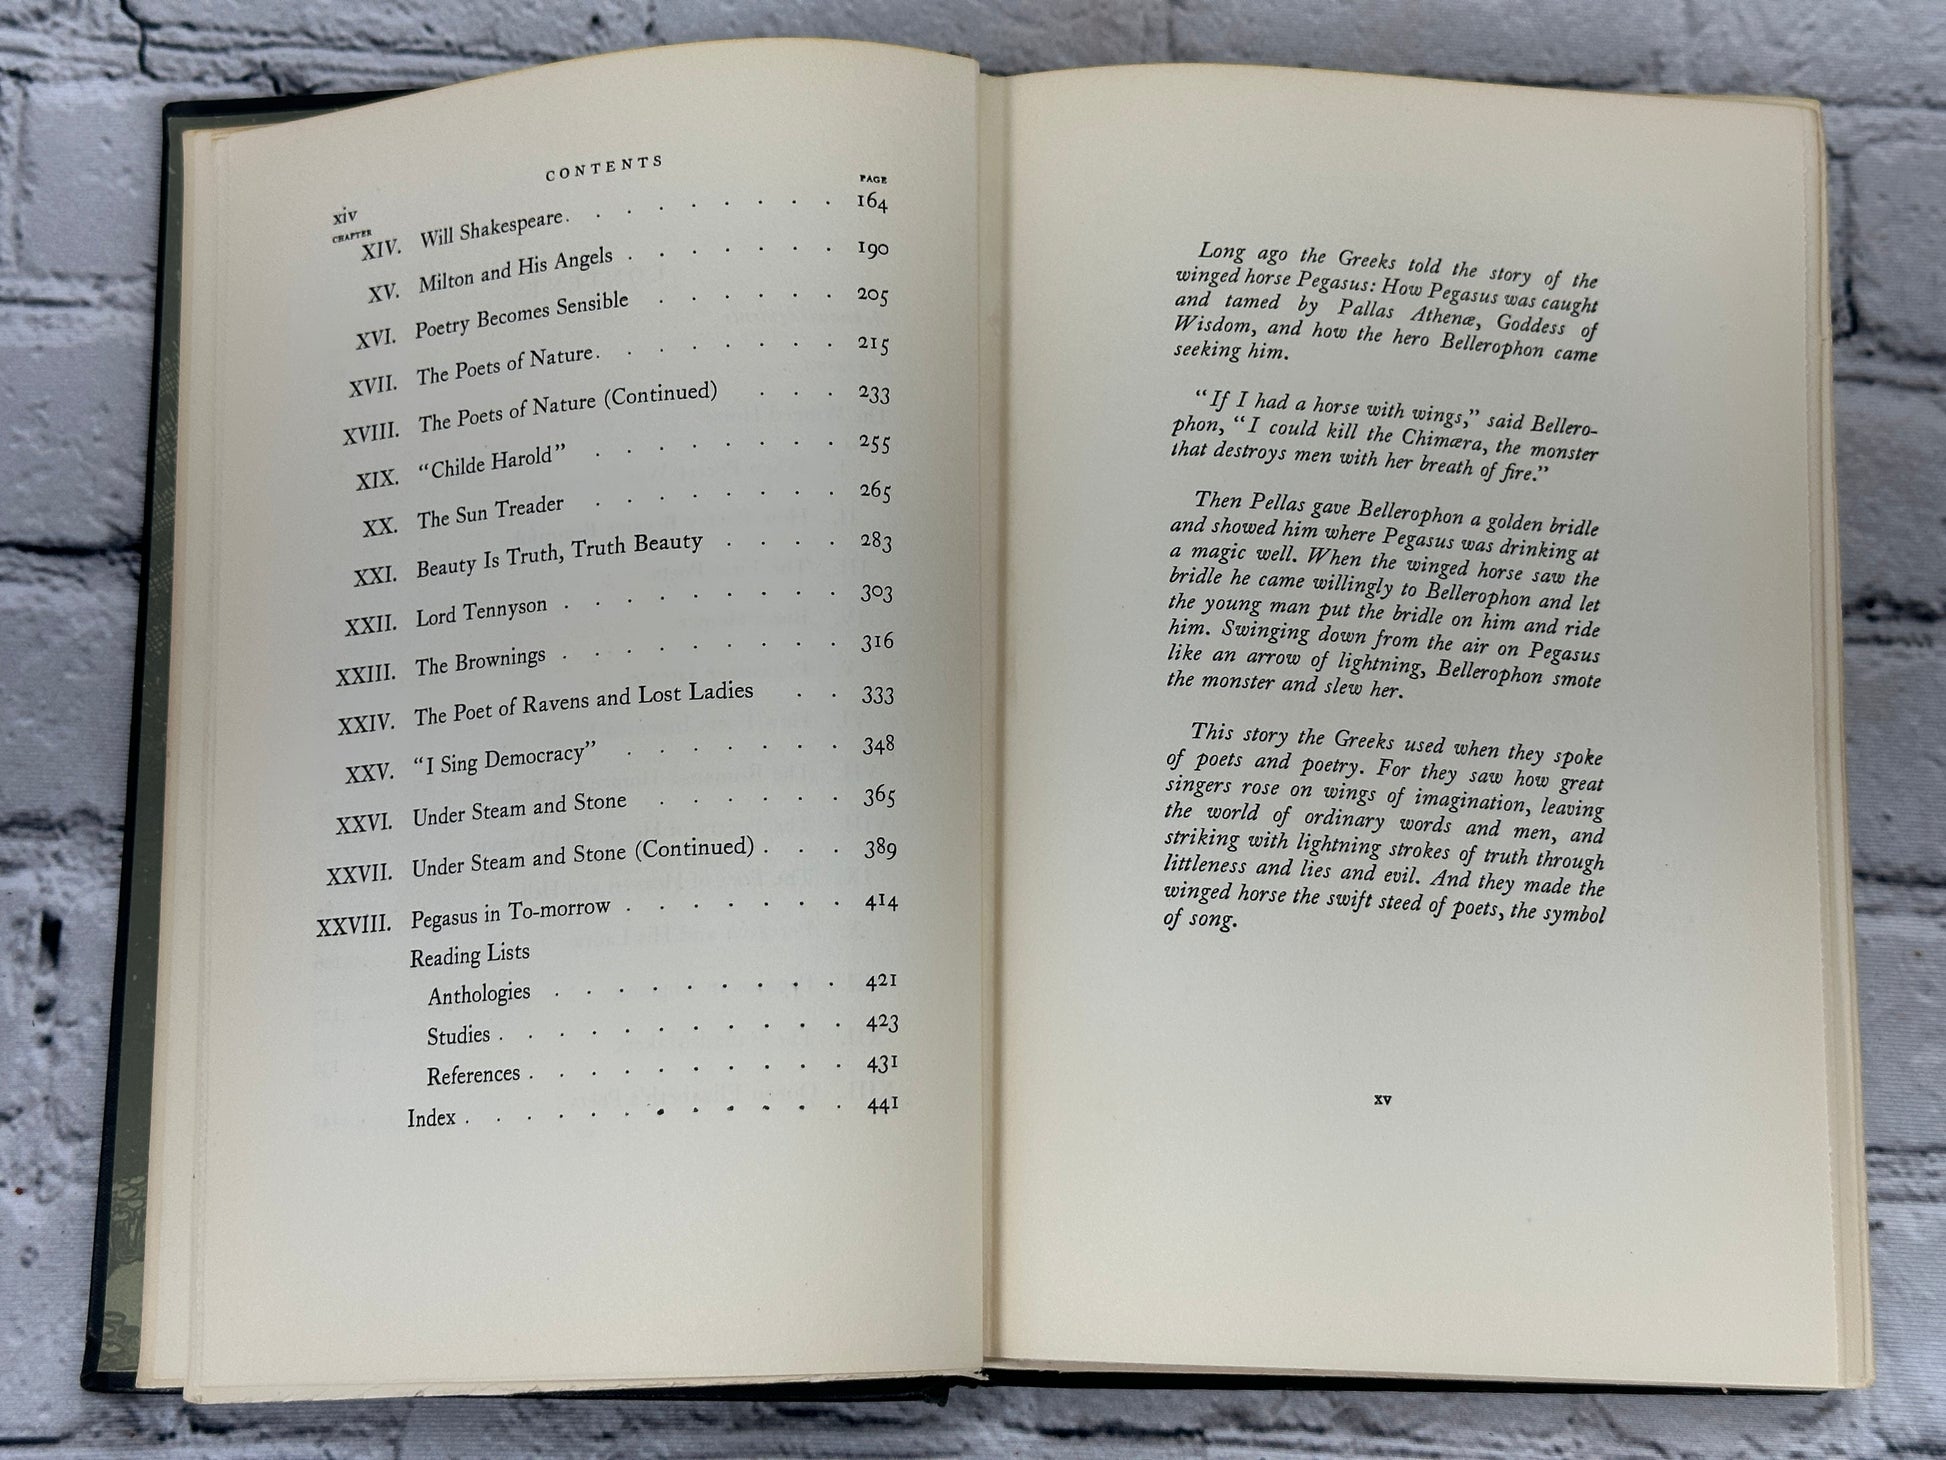 xiv
CONTENTS
CHAPTER
PAGE
XIV. Will Shakespeare . . . . . . . . . 164
XV. Milton and His Angels . . . . . . 190
XVI. Poetry Becomes Sensible . . . . . . 205
XVII. The Poets of Nature . . . . . . . . 215
XVIII. The Poets of Nature (Continued) . . . 233
XIX. "Childe Harold" . . . . . . . 255
XX. The Sun Treader . . . . . . . 265
XXI. Beauty Is Truth, Truth Beauty . . . . 283
XXII. Lord Tennyson . . . . . . . . . 303
XXIII. The Brownings . . . . . . . . . 316
XXIV. The Poet of Ravens and Lost Ladies . . 333
XXV. "I Sing Democracy" . . . . . . . 348
XXVI. Under Steam and Stone . . . . . . 365
XXVII. Under Steam and Stone (Continued) . . . 389
XXVIII. Pegasus in To-morrow . . . . . . . 414
Reading Lists
Anthologies . . . . . . . . . 421
Studies . . . . . . . . . . . 423
References . . . . . . . . . . 431
Index . . . . . . . . . . . . 441
Long ago the Greeks told the story of the
winged horse Pegasus: How Pegasus was caught
and tamed by Pallas Athenæ, Goddess of
Wisdom, and how the hero Bellerophon came
seeking him.
"If I had a horse with wings," said Bellero-
phon, "I could kill the Chimæra, the monster
that destroys men with her breath of fire."
Then Pellas gave Bellerophon a golden bridle
and showed him where Pegasus was drinking at
a magic well. When the winged horse saw the
bridle he came willingly to Bellerophon and let
the young man put the bridle on him and ride
him. Swinging down from the air on Pegasus
like an arrow of lightning, Bellerophon smote
the monster and slew her.
This story the Greeks used when they spoke
of poets and poetry. For they saw how great
singers rose on wings of imagination, leaving
the world of ordinary words and men, and
striking with lightning strokes of truth through
littleness and lies and evil. And they made the
winged horse the swift steed of poets, the symbol
of song.
xv